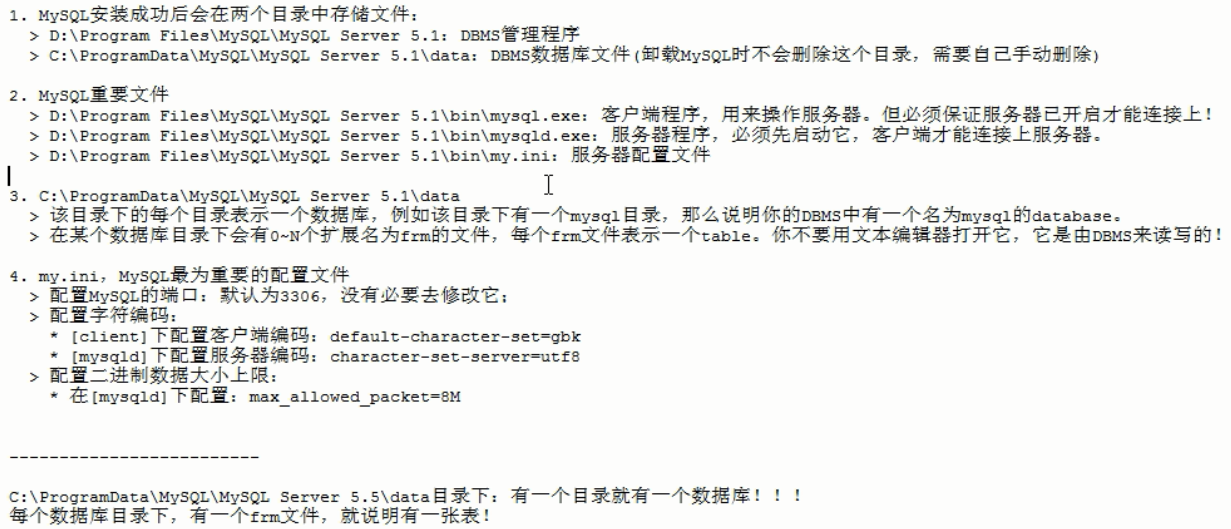 1. MySQL安装成功后会在两个目录中存储文件：
> D:\Program Files\MySQL\MySQL Server 5.1：DBMS管理程序
> C:\ProgramData\MySQL\MySQL Server 5.1\data：DBMS数据库文件(卸载MySQL时不会删除这个目录，需要自己手动删除)
2. MySQL重要文件
> D:\Program Files\MySQL\MySQL Server 5.1\bin\mysql.exe：客户端程序，用来操作服务器。但必须保证服务器已开启才能连接上！
> D:\Program Files\MySQL\MySQL Server 5.1\bin\mysqld.exe：服务器程序，必须先启动它，客户端才能连接上服务器。
> D:\Program Files\MySQL\MySQL Server 5.1\bin\my.ini：服务器配置文件
3. C:\ProgramData\MySQL\MySQL Server 5.1\data
> 该目录下的每个目录表示一个数据库，例如该目录下有一个mysql目录，那么说明你的DBMS中有一个名为mysql的database。
> 在某个数据库目录下会有0~N个扩展名为frm的文件，每个frm文件表示一个table。你不要用文本编辑器打开它，它是由DBMS来读写的！
4. my.ini，MySQL最为重要的配置文件
> 配置MySQL的端口：默认为3306，没有必要去修改它；
> 配置字符编码：
* [client]下配置客户端编码：default-character-set=gbk
* [mysqld]下配置服务器编码：character-set-server=utf8
> 配置二进制数据大小上限：
* 在[mysqld]下配置：max_allowed_packet=8M
-------------------------
C:\ProgramData\MySQL\MySQL Server 5.5\data目录下：有一个目录就有一个数据库！！！
每个数据库目录下，有一个frm文件，就说明有一张表！